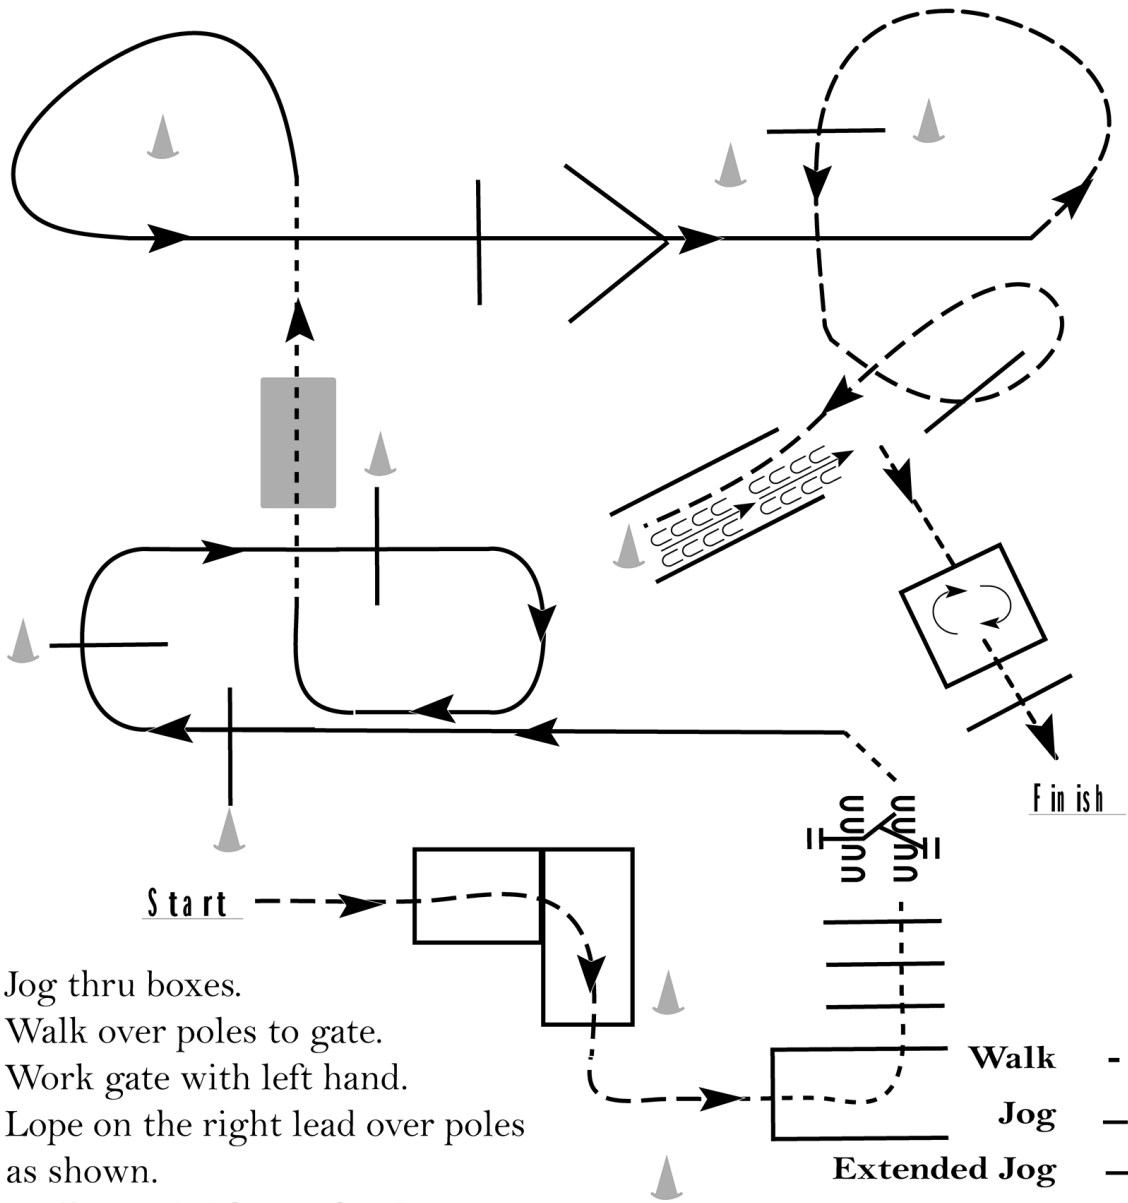 Finish
Start
Jog thru boxes.
Walk over poles to gate.
Work gate with left hand.
Lope on the right lead over poles
as shown.
Walk
Jog
Extended Jog